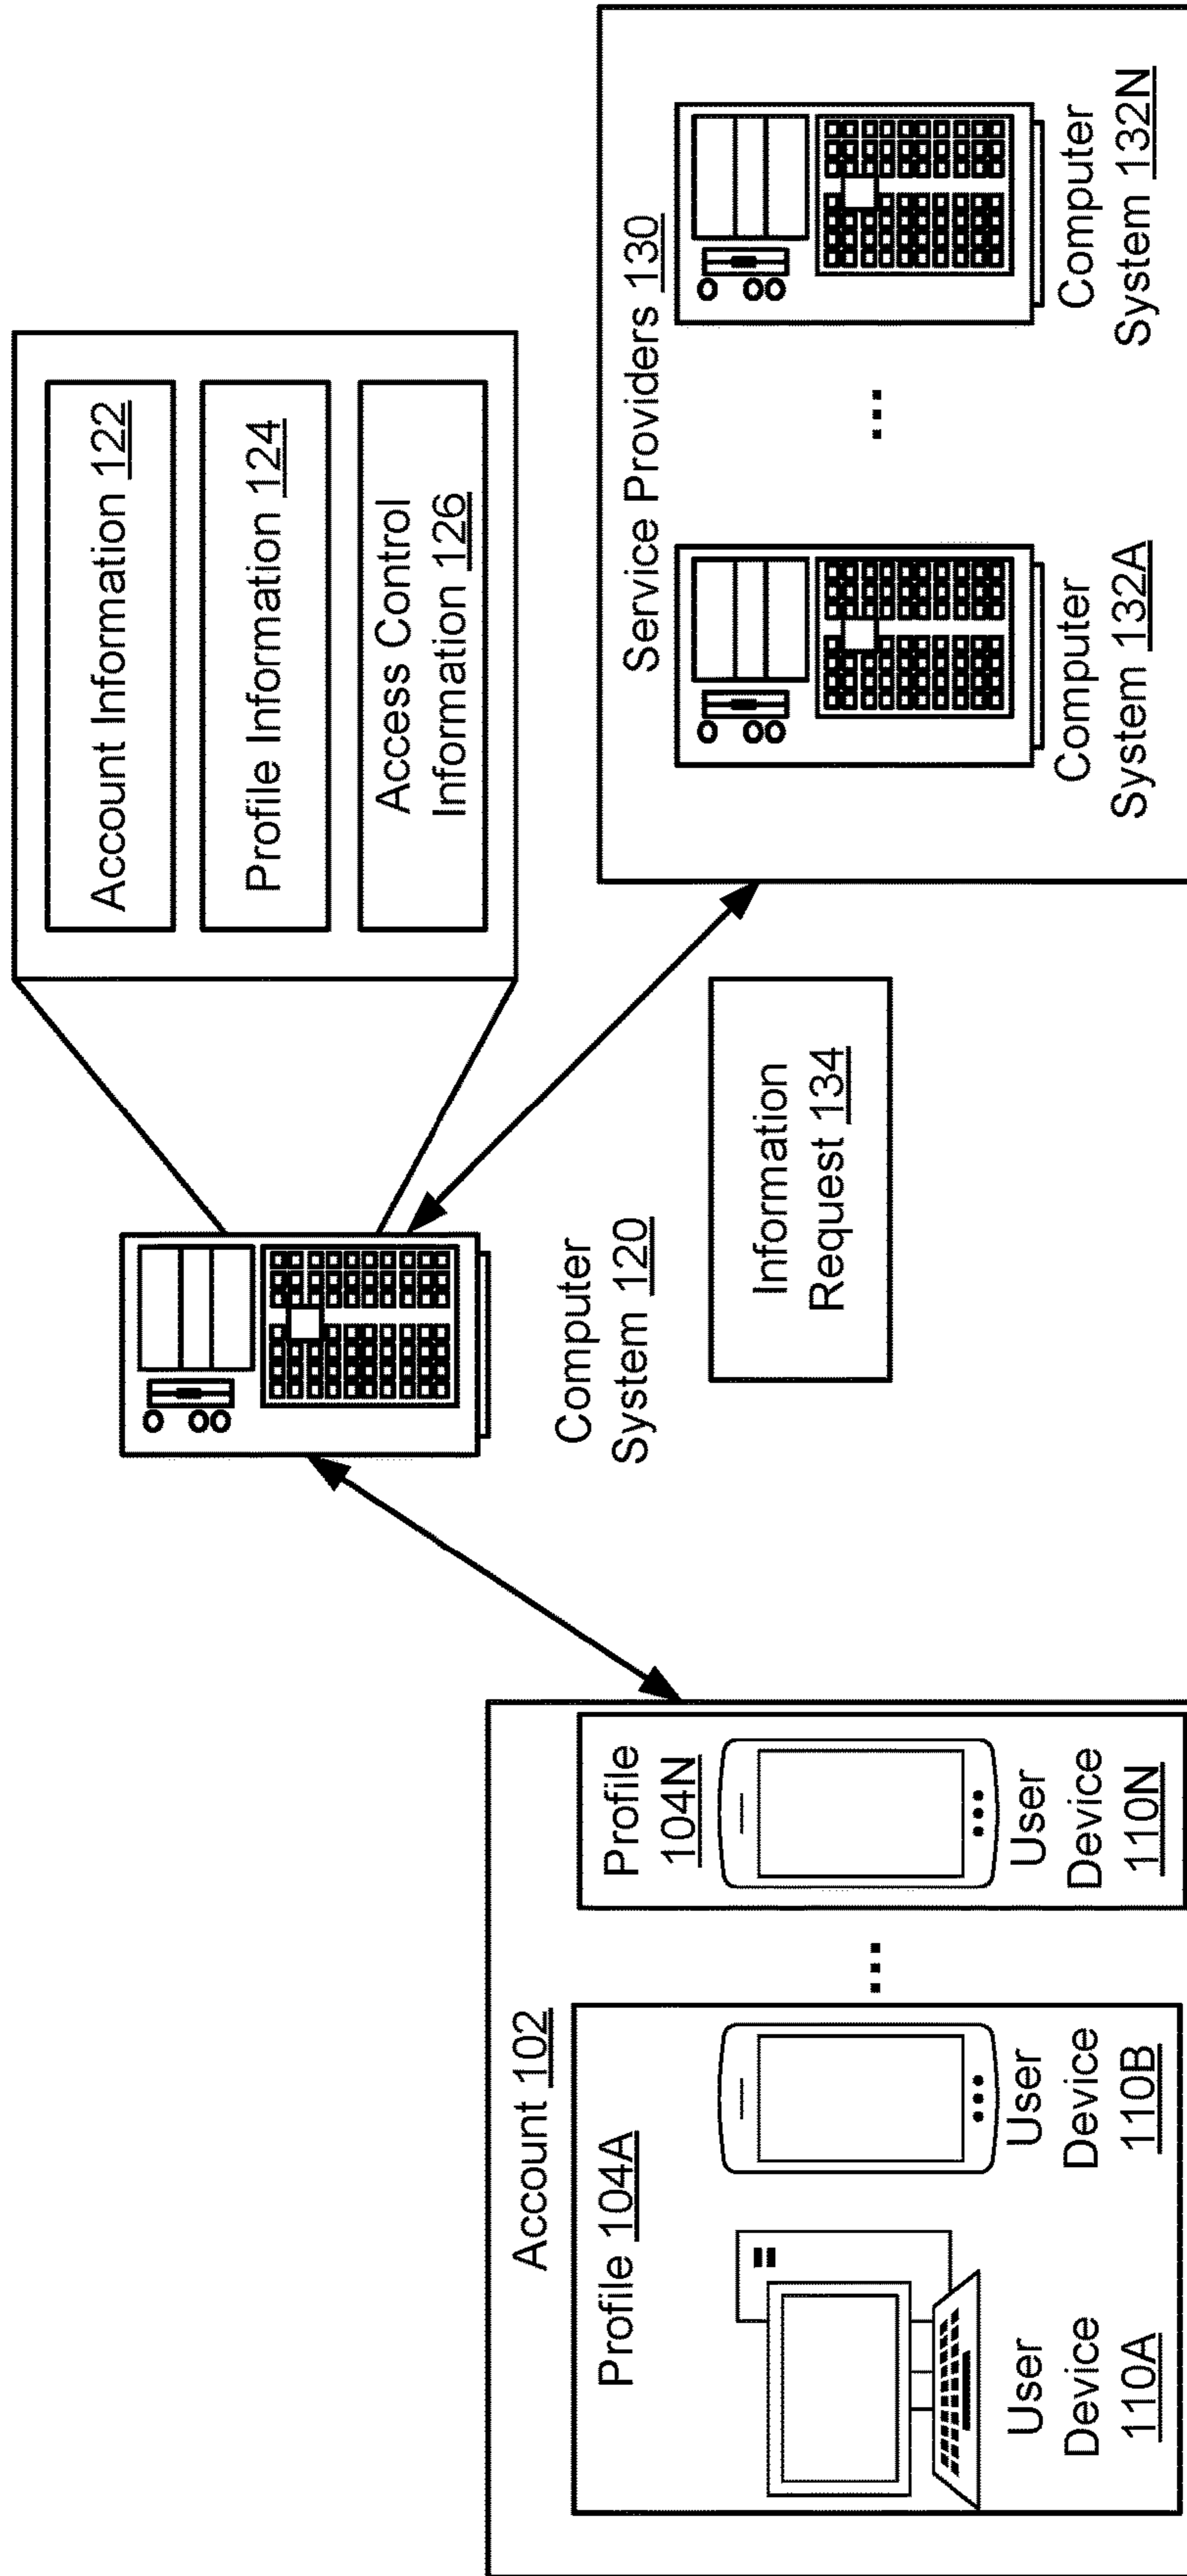 Account Information 122
Profile Information 124
Access Control
Information 126
Computer
System 120
Account 102
Profile 104A
User
Device
110A
User
Device
110B
...
Profile
104N
User
Device
110N
Information
Request 134
Service Providers 130
Computer
System 132A
...
Computer
System 132N